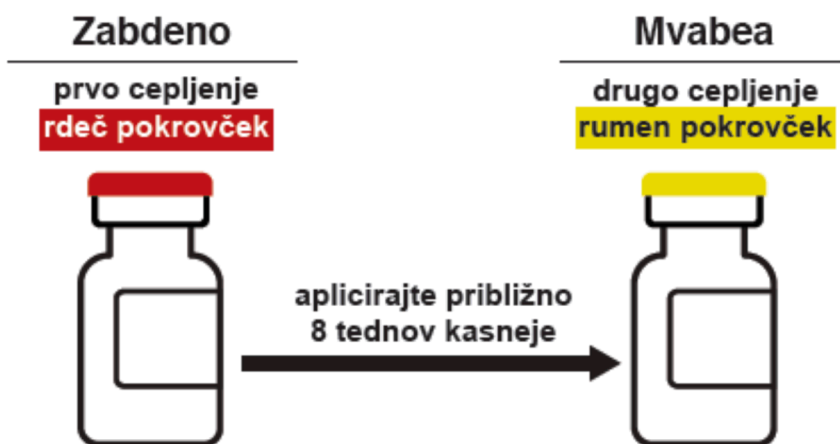 Zabdeno
prvo cepljenje
rdeč pokrovček
Mvabea
drugo cepljenje
rumen pokrovček
aplicirajte približno
8 tednov kasneje